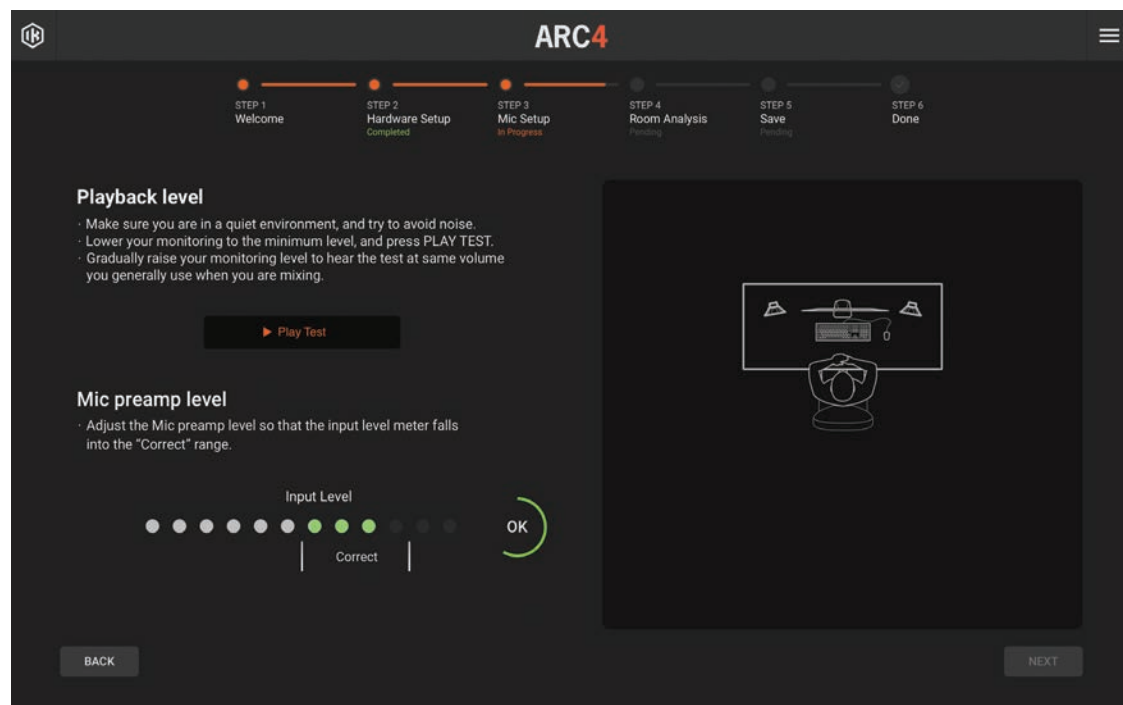 IK
ARC4
STEP 1
Welcome
STEP 2
Hardware Setup
Completed
STEP 3
Mic Setup
In Progress
STEP 4
Room Analysis
Pending
STEP 5
Save
Pending
STEP 6
Done
Playback level
· Make sure you are in a quiet environment, and try to avoid noise.
· Lower your monitoring to the minimum level, and press PLAY TEST.
· Gradually raise your monitoring level to hear the test at same volume
you generally use when you are mixing.
Play Test
Mic preamp level
· Adjust the Mic preamp level so that the input level meter falls
into the “Correct” range.
Input Level
OK
Correct
BACK
NEXT